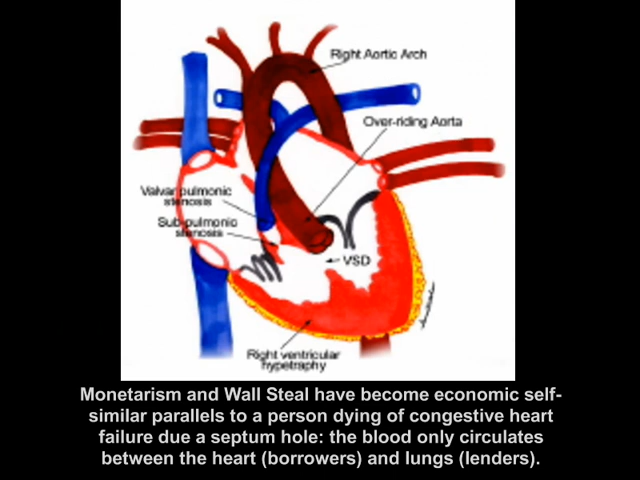 Right Aortic Arch
Over-riding Aorta
Valvar pulmonic
stenosis
Sub-pulmonic
stenosis
VSD
Right ventricular
hypetraphy
Monetarism and Wall Steal have become economic self-
similar parallels to a person dying of congestive heart
failure due a septum hole: the blood only circulates
between the heart (borrowers) and lungs (lenders).